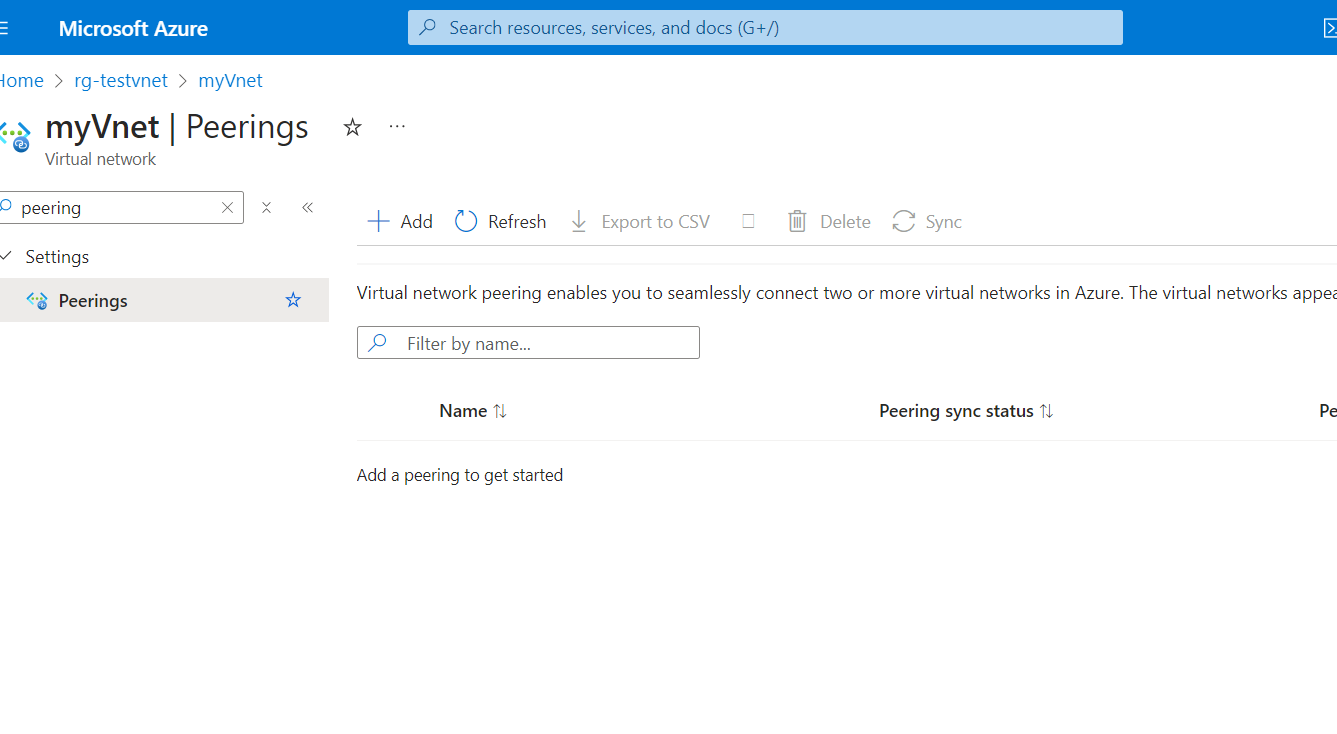 Microsoft Azure
Search resources, services, and docs (G+/)
Home > rg-testvnet > myVnet
myVnet | Peerings
Virtual network
peering
Add Refresh Export to CSV Delete Sync
Settings
Peerings
Virtual network peering enables you to seamlessly connect two or more virtual networks in Azure. The virtual networks appea
Filter by name...
Name Peering sync status Pe
Add a peering to get started